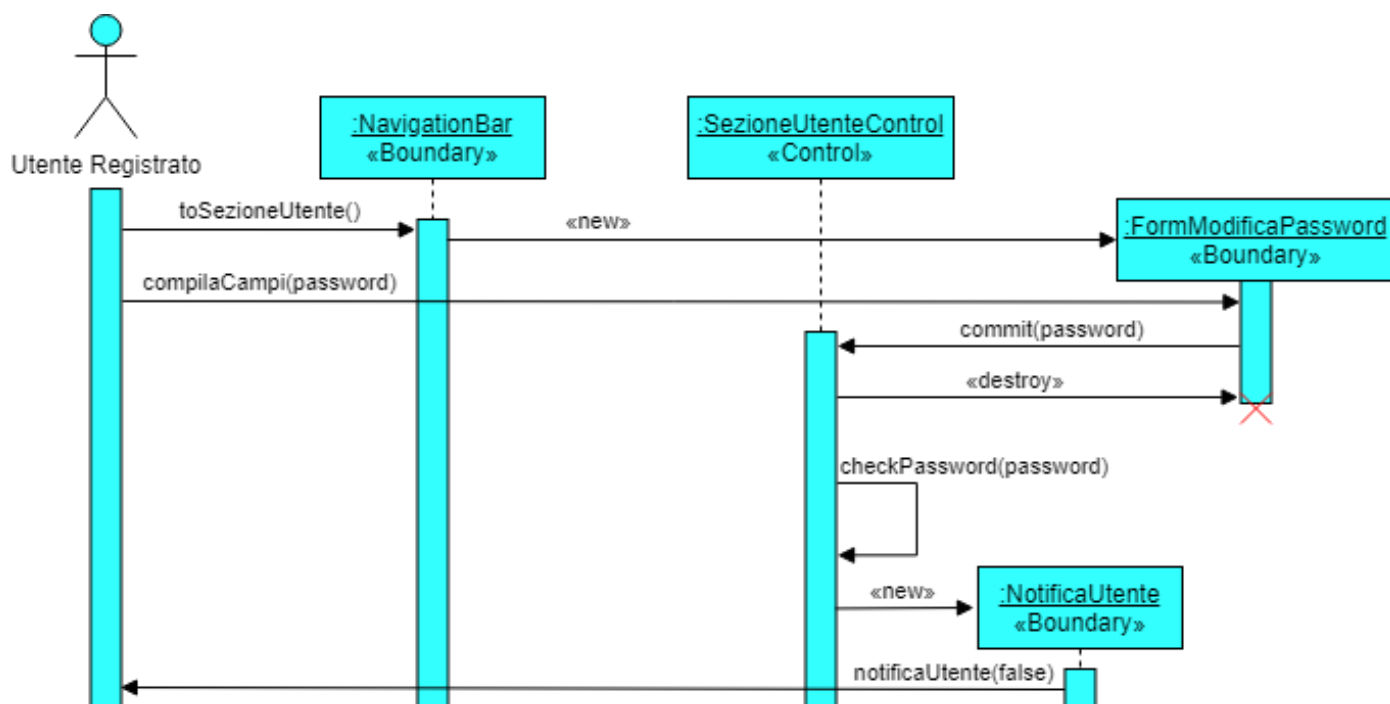 :NavigationBar
«Boundary»
:SezioneUtenteControl
«Control»
Utente Registrato
toSezioneUtente()
«new»
:FormModificaPassword
«Boundary»
compilaCampi(password)
commit(password)
«destroy»
checkPassword(password)
«new»
:NotificaUtente
«Boundary»
notificaUtente(false)